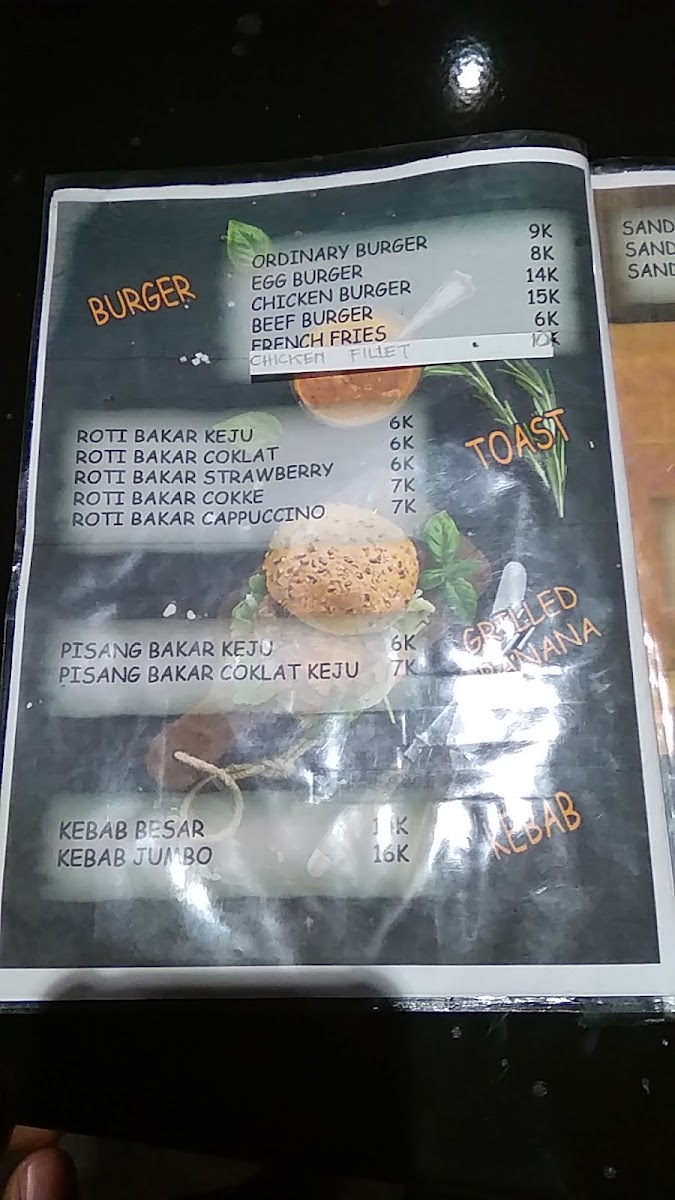 BURGER
ORDINARY BURGER 9K
EGG BURGER 8K
CHICKEN BURGER 14K
BEEF BURGER 15K
FRENCH FRIES 6K
CHICKEN FILLET 10K
TOAST
ROTI BAKAR KEJU 6K
ROTI BAKAR COKLAT 6K
ROTI BAKAR STRAWBERRY 6K
ROTI BAKAR COKKE 7K
ROTI BAKAR CAPPUCCINO 7K
GRILLED
BANANA
PISANG BAKAR KEJU 6K
PISANG BAKAR COKLAT KEJU 7K
KEBAB
KEBAB BESAR
KEBAB JUMBO 16K
SAND
SAND
SAND